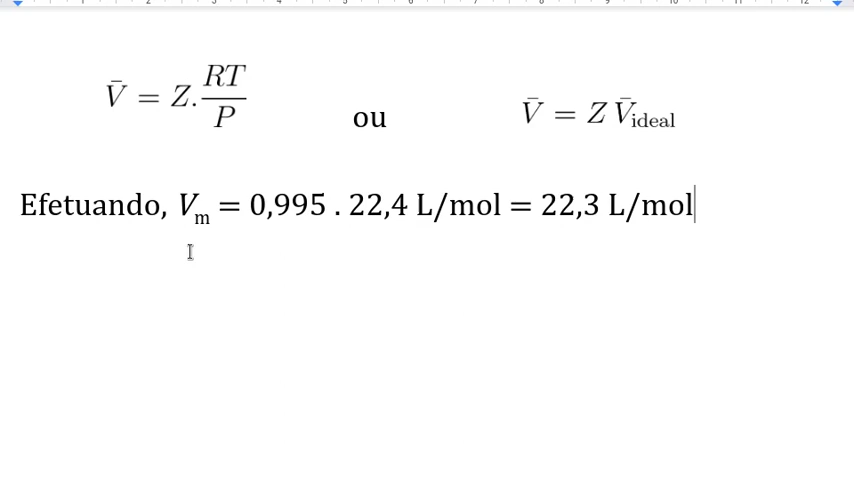 V̄ = Z. RT/P ou V̄ = Z V̄ideal
Efetuando, Vm = 0,995 . 22,4 L/mol = 22,3 L/mol